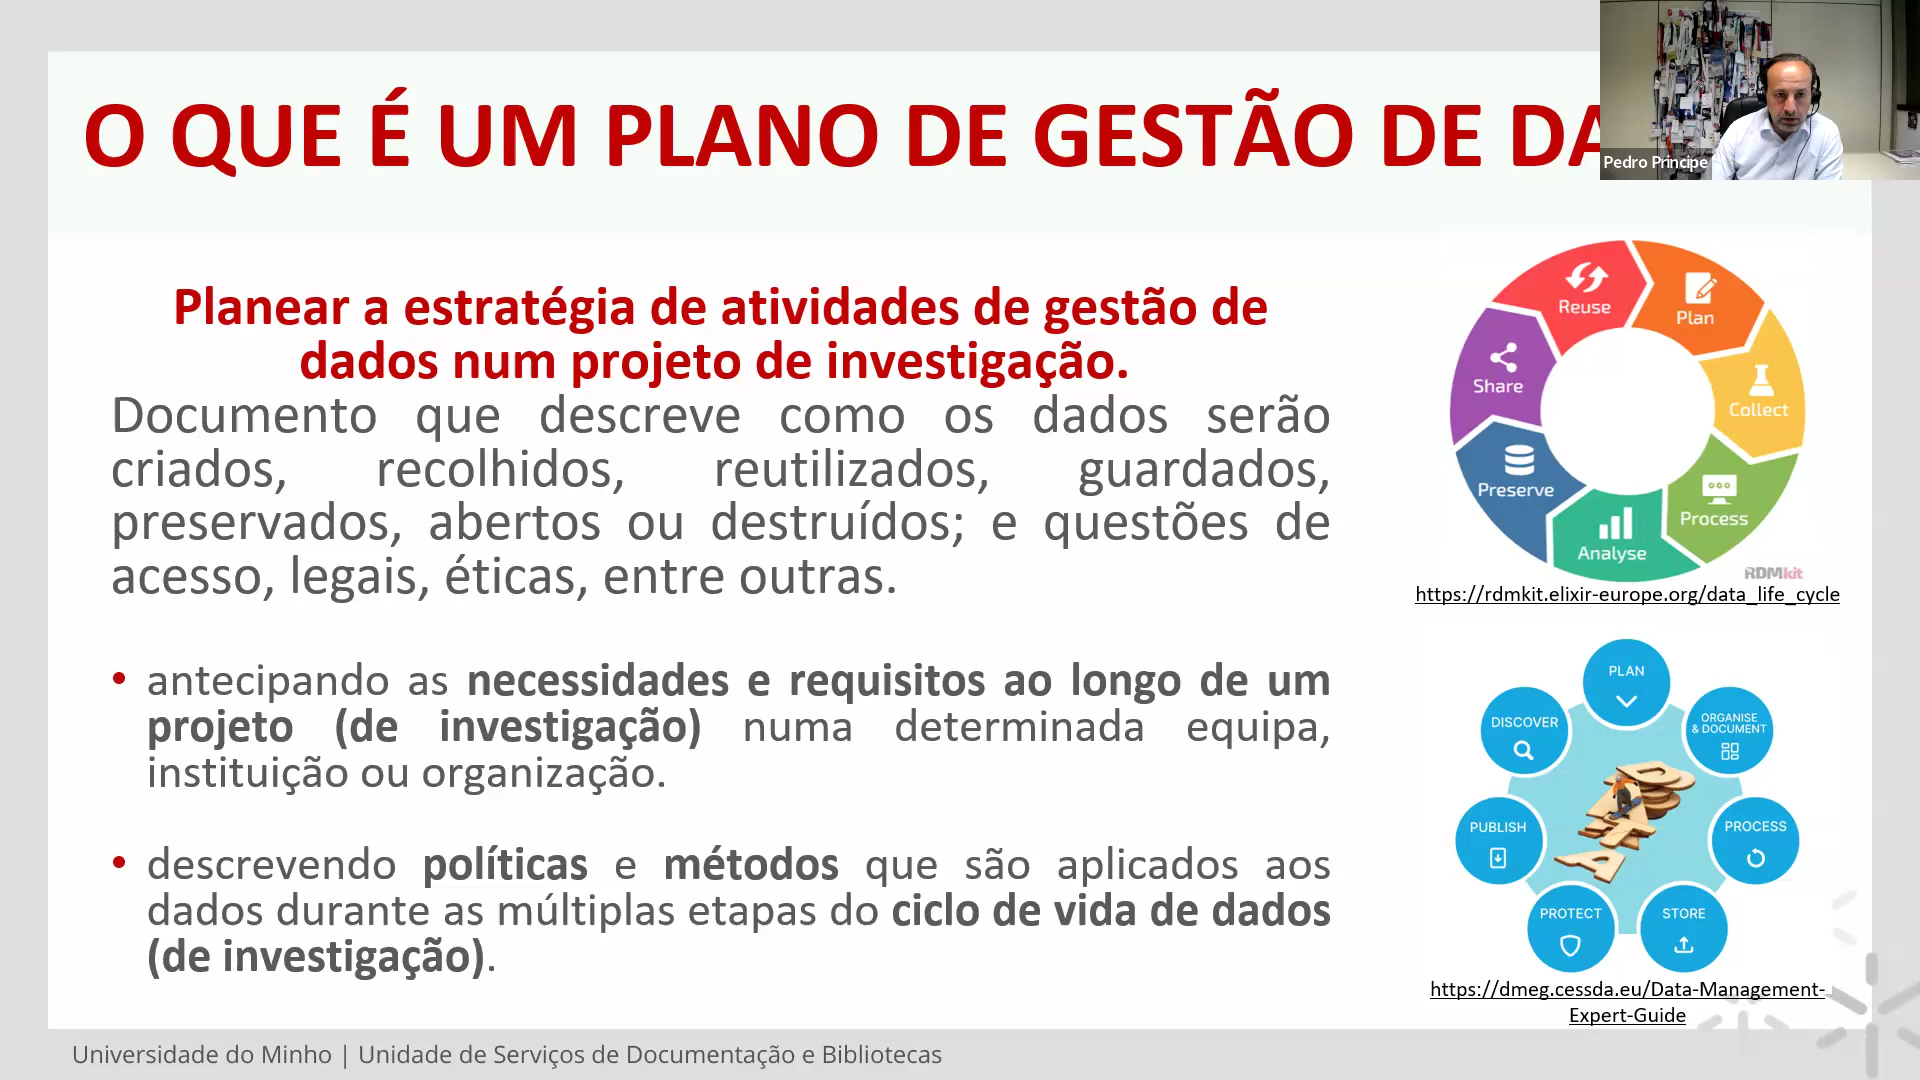 O QUE É UM PLANO DE GESTÃO DE
Pedro Principe
Planear a estratégia de atividades de gestão de
dados num projeto de investigação.
Documento que descreve como os dados serão
criados, recolhidos, reutilizados, guardados,
preservados, abertos ou destruídos; e questões de
acesso, legais, éticas, entre outras.
• antecipando as necessidades e requisitos ao longo de um
projeto (de investigação) numa determinada equipa,
instituição ou organização.
• descrevendo políticas e métodos que são aplicados aos
dados durante as múltiplas etapas do ciclo de vida de dados
(de investigação).
Reuse
Plan
Share
Collect
Preserve
Process
Analyse
RDMkit
https://rdmkit.elixir-europe.org/data_life_cycle
PLAN
DISCOVER
ORGANISE
& DOCUMENT
PUBLISH
PROCESS
PROTECT
STORE
DATA
https://dmeg.cessda.eu/Data-Management-
Expert-Guide
Universidade do Minho | Unidade de Serviços de Documentação e Bibliotecas